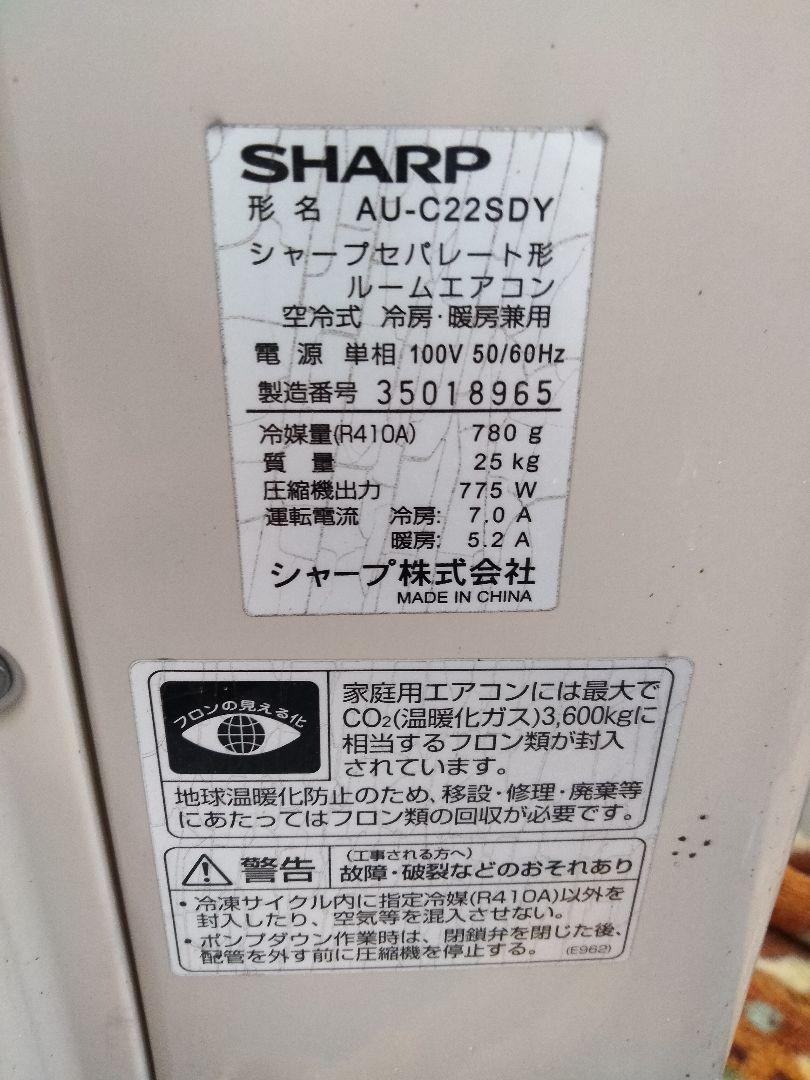 SHARP
形名 AU-C22SDY
シャープセパレート形
ルームエアコン
空冷式 冷房・暖房兼用
電源 単相 100V 50/60Hz
製造番号 35018965
冷媒量(R410A) 780 g
質量 25 kg
圧縮機出力 775 W
運転電流 冷房: 7.0 A
暖房: 5.2 A
シャープ株式会社
MADE IN CHINA
フロンの見える化
家庭用エアコンには最大で
CO₂(温暖化ガス)3,600kgに
相当するフロン類が封入
されています。
地球温暖化防止のため、移設・修理・廃棄等
にあたってはフロン類の回収が必要です。
警告
(工事される方へ)
故障・破裂などのおそれあり
・冷凍サイクル内に指定冷媒(R410A)以外を
封入したり、空気等を混入させない。
・ポンプダウン作業時は、閉鎖弁を閉じた後、
配管を外す前に圧縮機を停止する。 (E962)